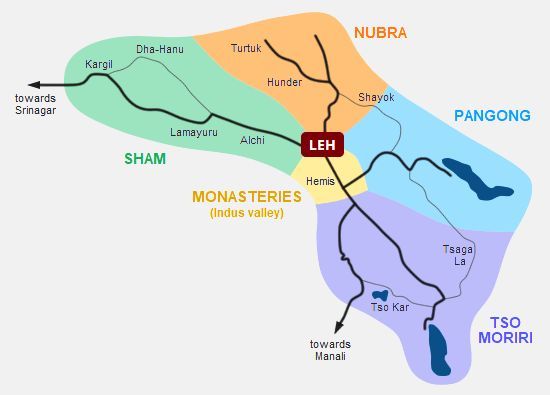 NUBRA
Turtuk
Dha-Hanu
Kargil
Hunder
Shayok
towards
Srinagar
PANGONG
Lamayuru
Alchi
LEH
SHAM
Hemis
MONASTERIES
(Indus valley)
Tsaga
La
Tso Kar
TSO
MORIRI
towards
Manali